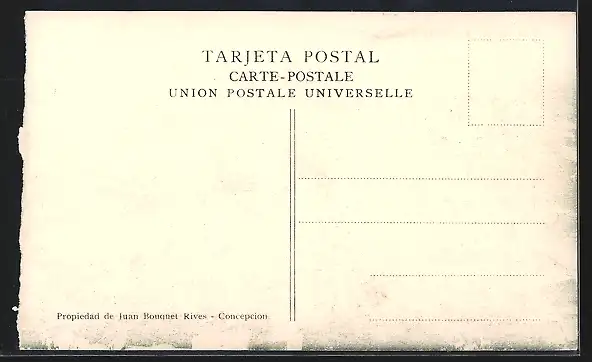 TARJETA POSTAL
CARTE-POSTALE
UNION POSTALE UNIVERSELLE
Propiedad de Juan Bouquet Rives - Concepcion